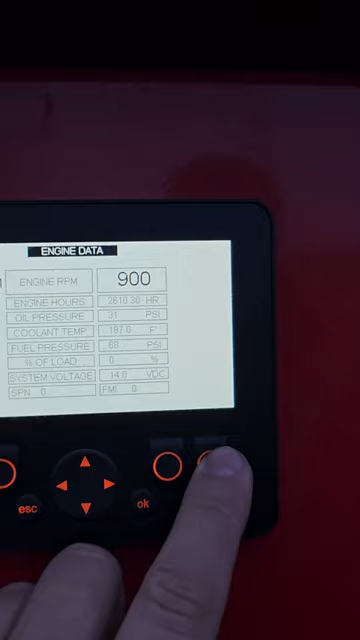 ENGINE DATA
ENGINE RPM 900
ENGINE HOURS 2610.30 HR
OIL PRESSURE 31 PSI
COOLANT TEMP 187.0 F°
FUEL PRESSURE 68 PSI
% OF LOAD 0 %
SYSTEM VOLTAGE 14.0 VDC
SPN 0 FMI 0
esc ok